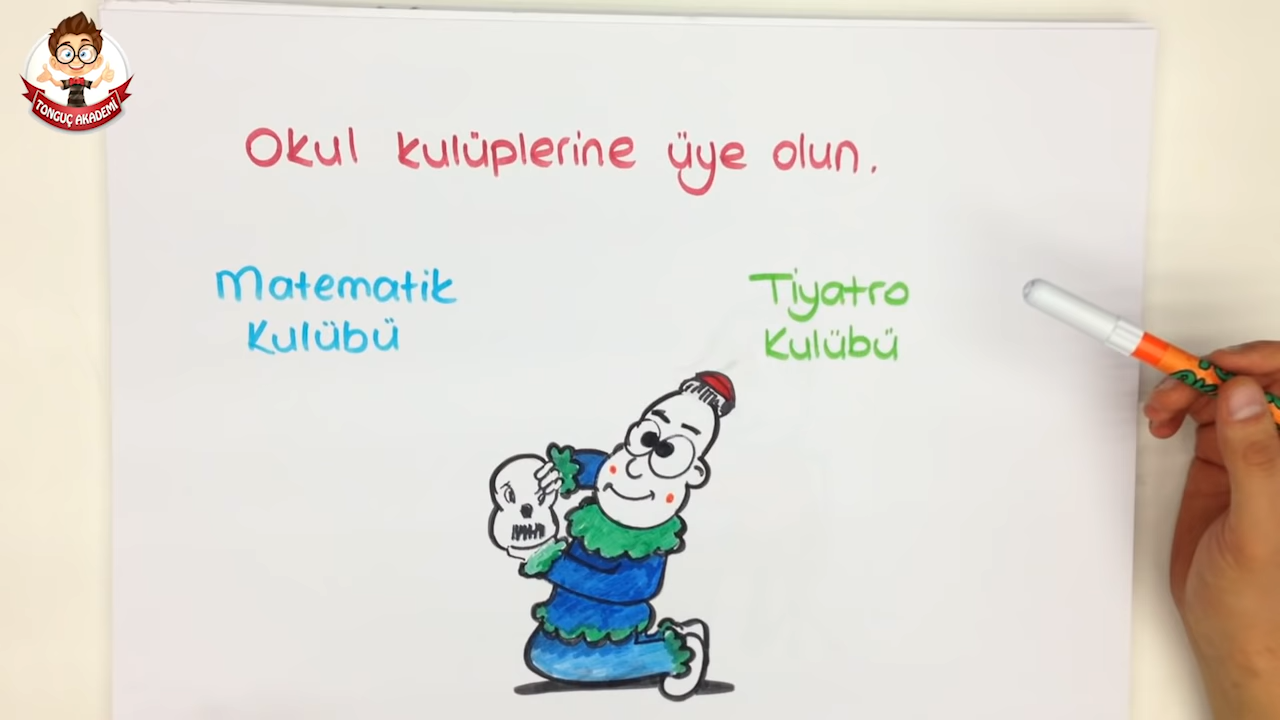 TONGUÇ AKADEMİ
Okul kulüplerine üye olun.
Matematik
Kulübü
Tiyatro
Kulübü